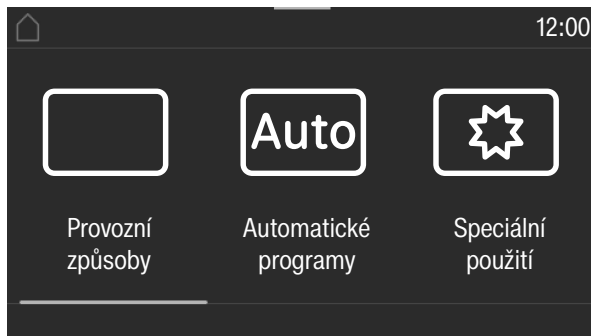 12:00
Auto
Provozní
způsoby
Automatické
programy
Speciální
použití